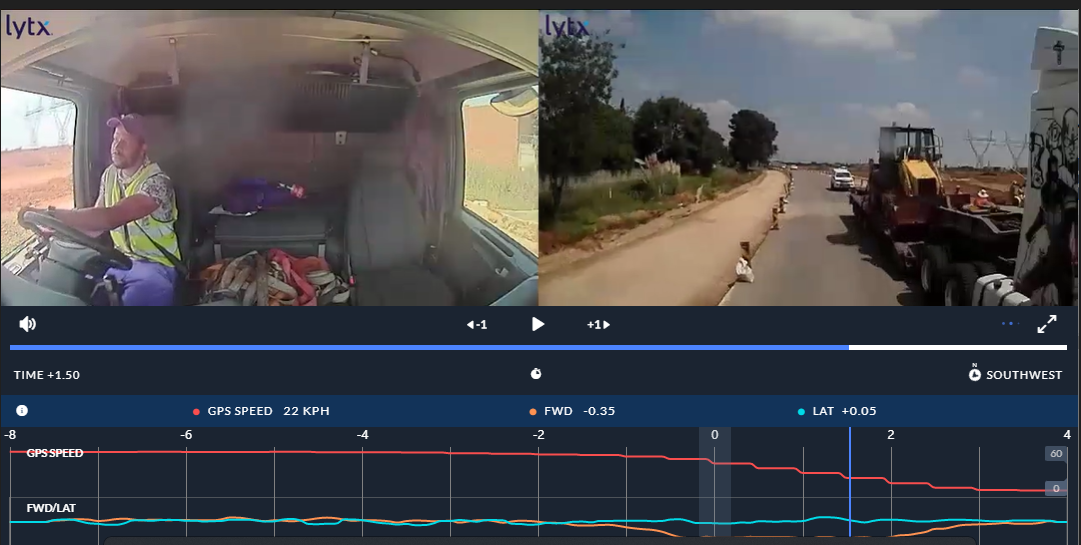 lytx
lytx
-1
+1
TIME +1.50
N
SOUTHWEST
GPS SPEED 22 KPH
FWD -0.35
LAT +0.05
-8 -6 -4 -2 0 2 4
GPS SPEED
60
0
FWD/LAT